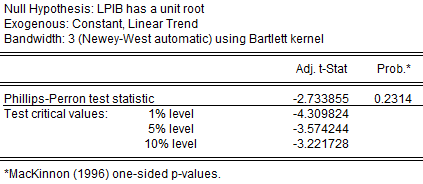 Null Hypothesis: LPIB has a unit root
Exogenous: Constant, Linear Trend
Bandwidth: 3 (Newey-West automatic) using Bartlett kernel
Adj. t-Stat Prob.*
Phillips-Perron test statistic -2.733855 0.2314
Test critical values: 1% level -4.309824
5% level -3.574244
10% level -3.221728
*MacKinnon (1996) one-sided p-values.